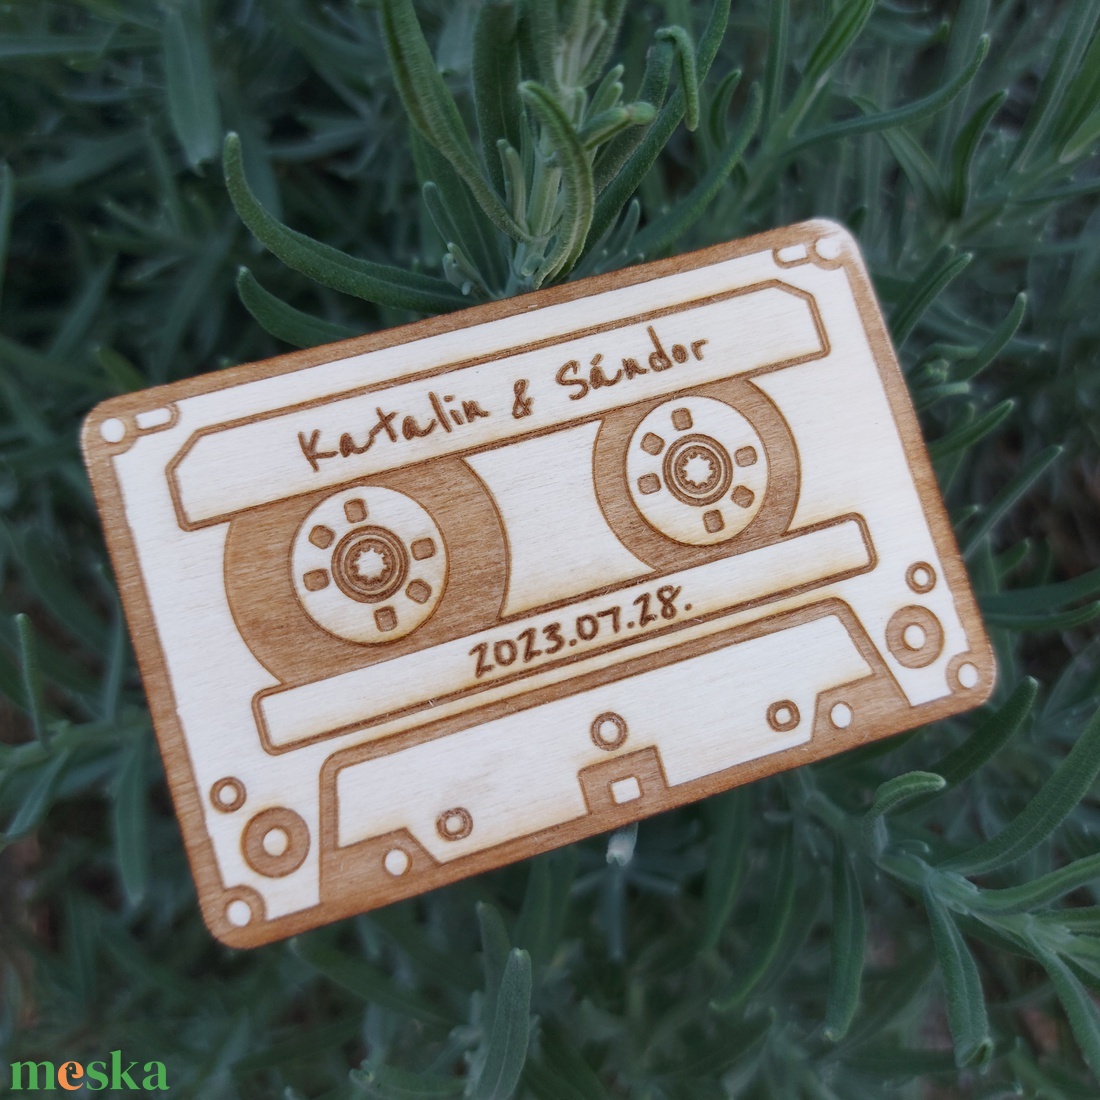 Katalin & Sándor
2023.07.28.
meska